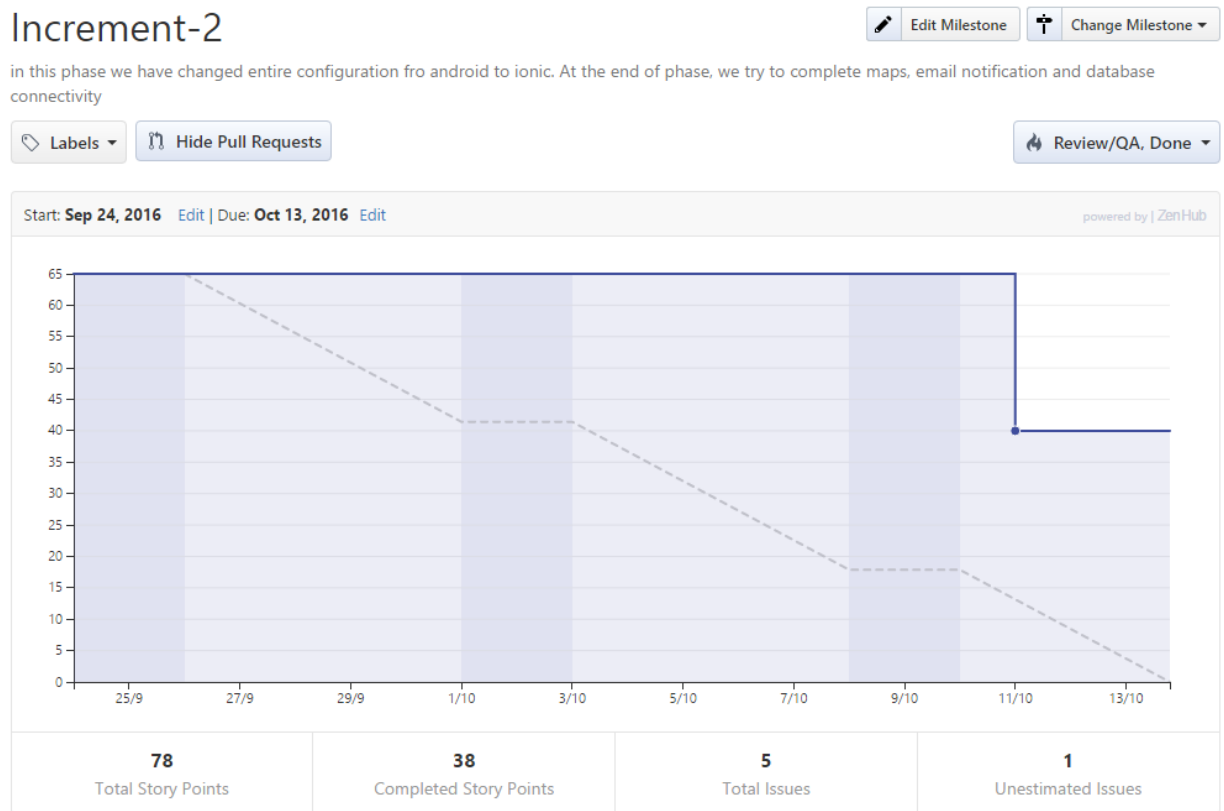 Increment-2
Edit Milestone
Change Milestone
in this phase we have changed entire configuration fro android to ionic. At the end of phase, we try to complete maps, email notification and database
connectivity
Labels
Hide Pull Requests
Review/QA, Done
Start: Sep 24, 2016 Edit | Due: Oct 13, 2016 Edit
powered by | ZenHub
65
60
55
50
45
40
35
30
25
20
15
10
5
0
25/9 27/9 29/9 1/10 3/10 5/10 7/10 9/10 11/10 13/10
78 38 5 1
Total Story Points Completed Story Points Total Issues Unestimated Issues